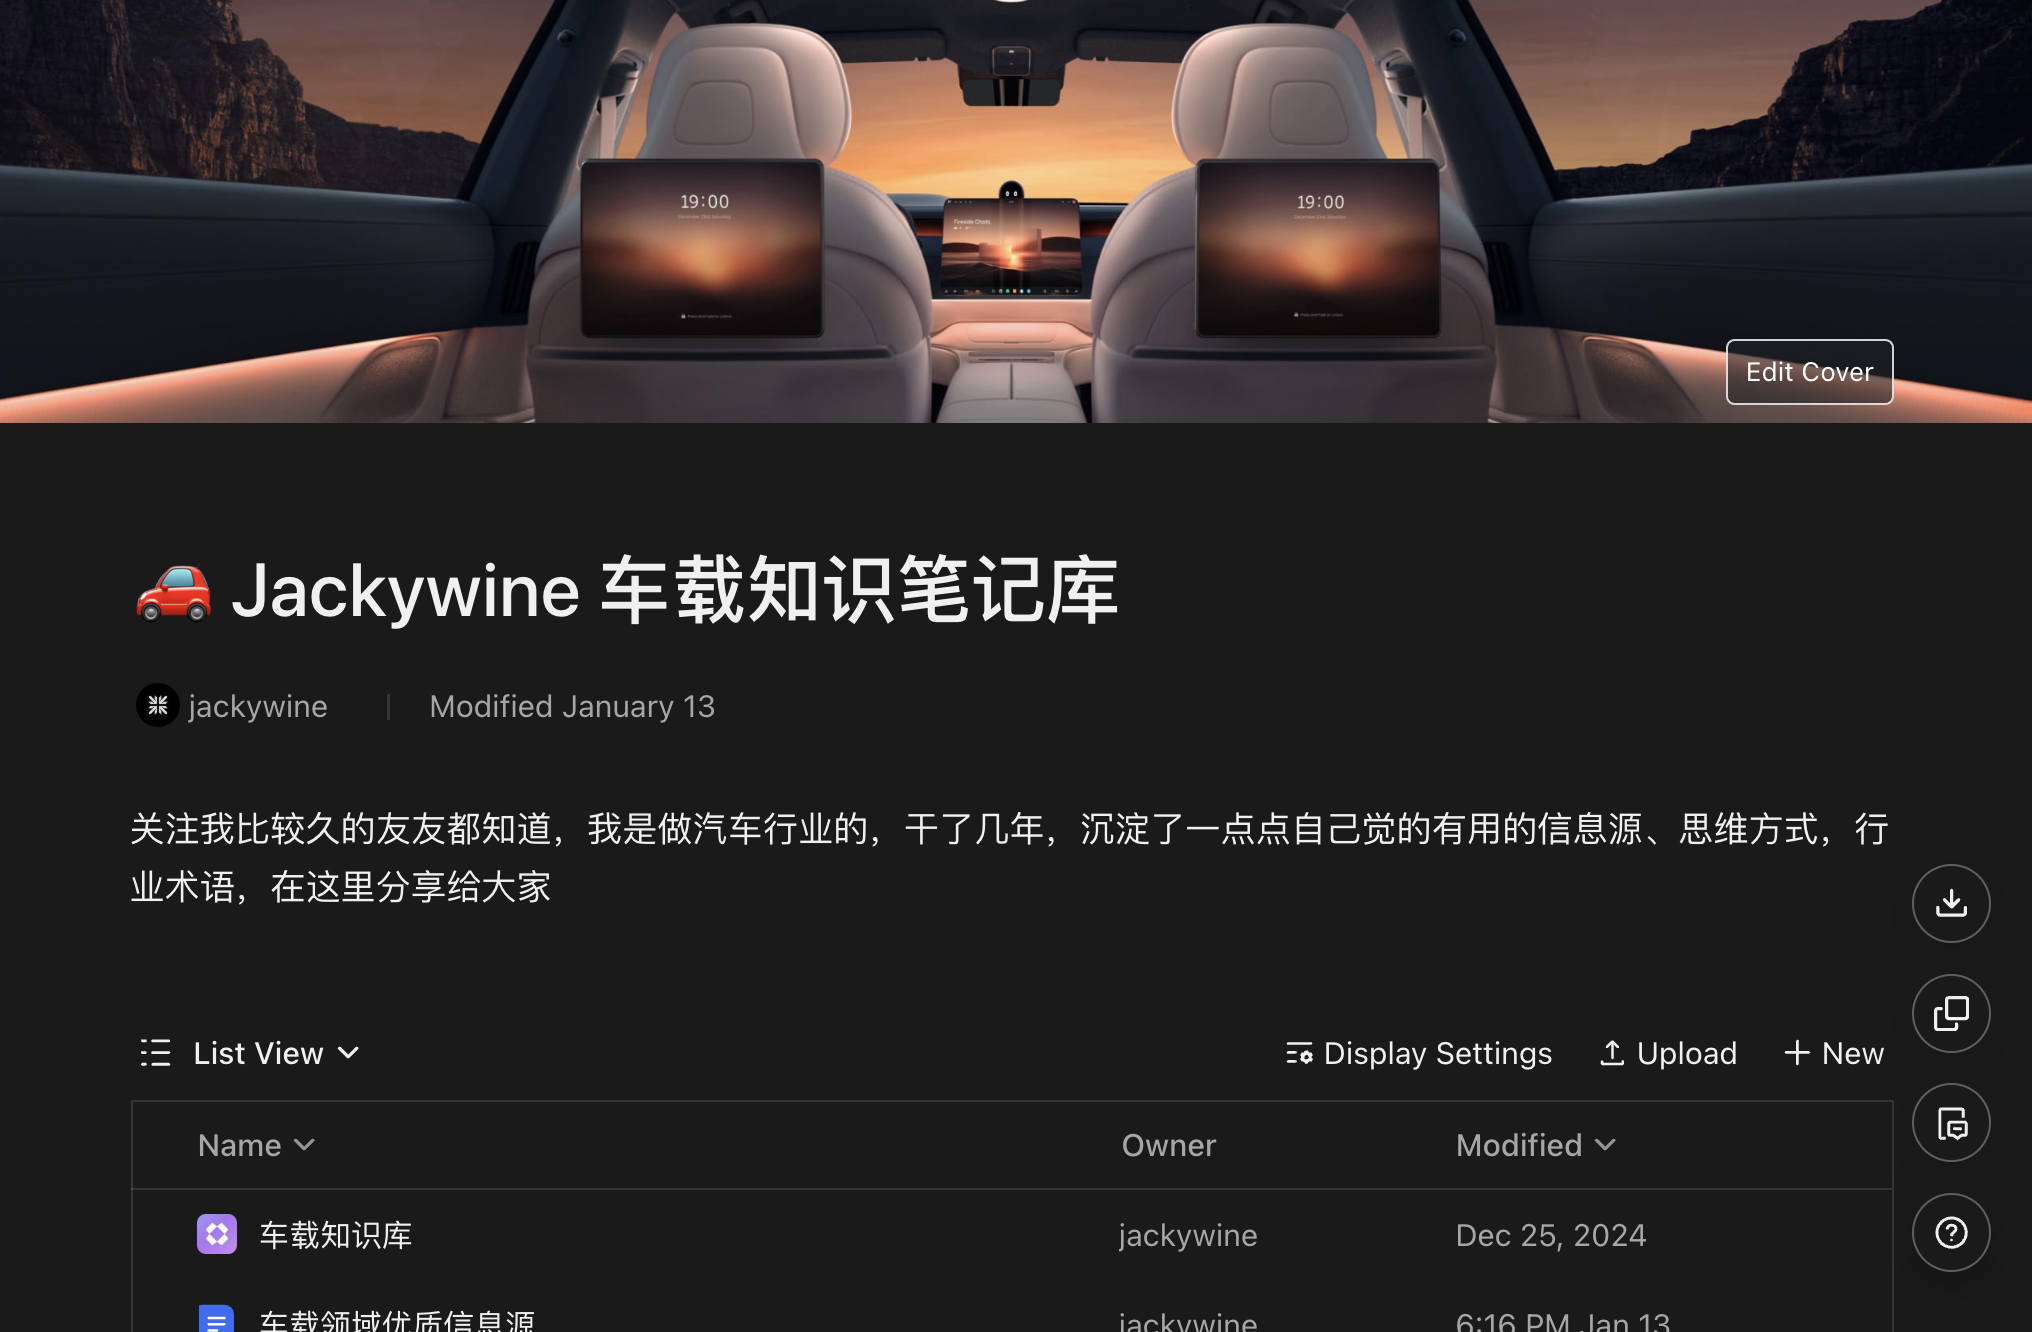 19:00
19:00
Fireside Chats
Edit Cover
Jackywine 车载知识笔记库
jackywine
Modified January 13
关注我比较久的友友都知道，我是做汽车行业的，干了几年，沉淀了一点点自己觉的有用的信息源、思维方式，行
业术语，在这里分享给大家
List View
Display Settings
Upload
New
Name
Owner
Modified
车载知识库
jackywine
Dec 25, 2024
车载领域优质信息源
jackywine
6:16 PM Jan 13